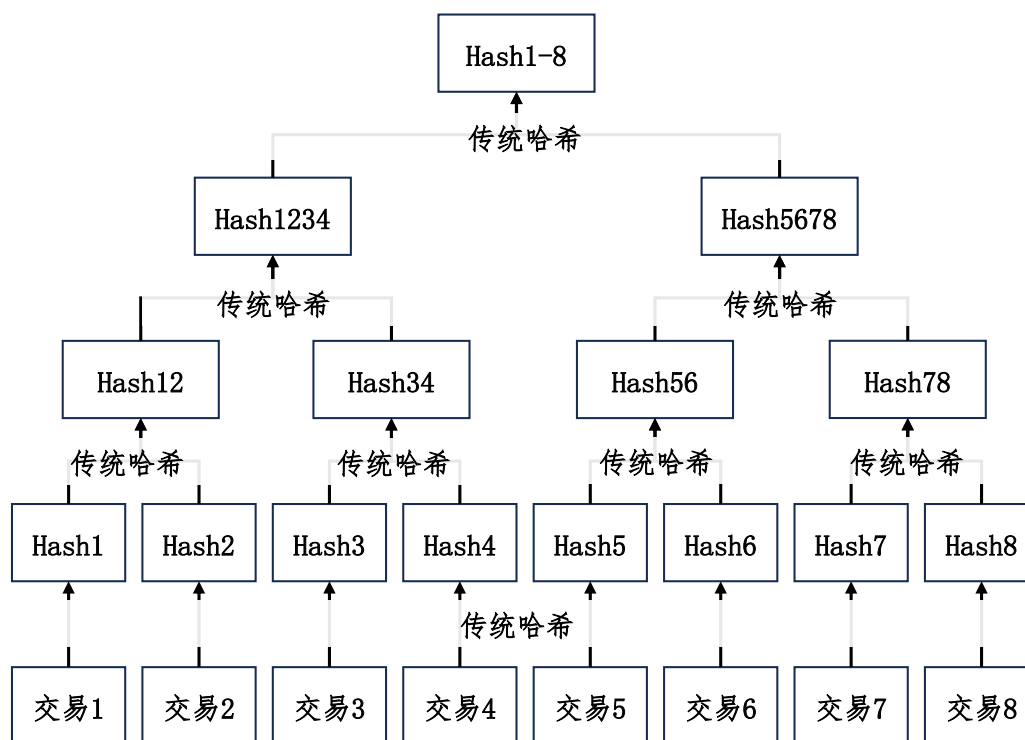 Hash1-8
传统哈希
Hash1234 Hash5678
传统哈希 传统哈希
Hash12 Hash34 Hash56 Hash78
传统哈希 传统哈希 传统哈希 传统哈希
Hash1 Hash2 Hash3 Hash4 Hash5 Hash6 Hash7 Hash8
传统哈希
交易1 交易2 交易3 交易4 交易5 交易6 交易7 交易8